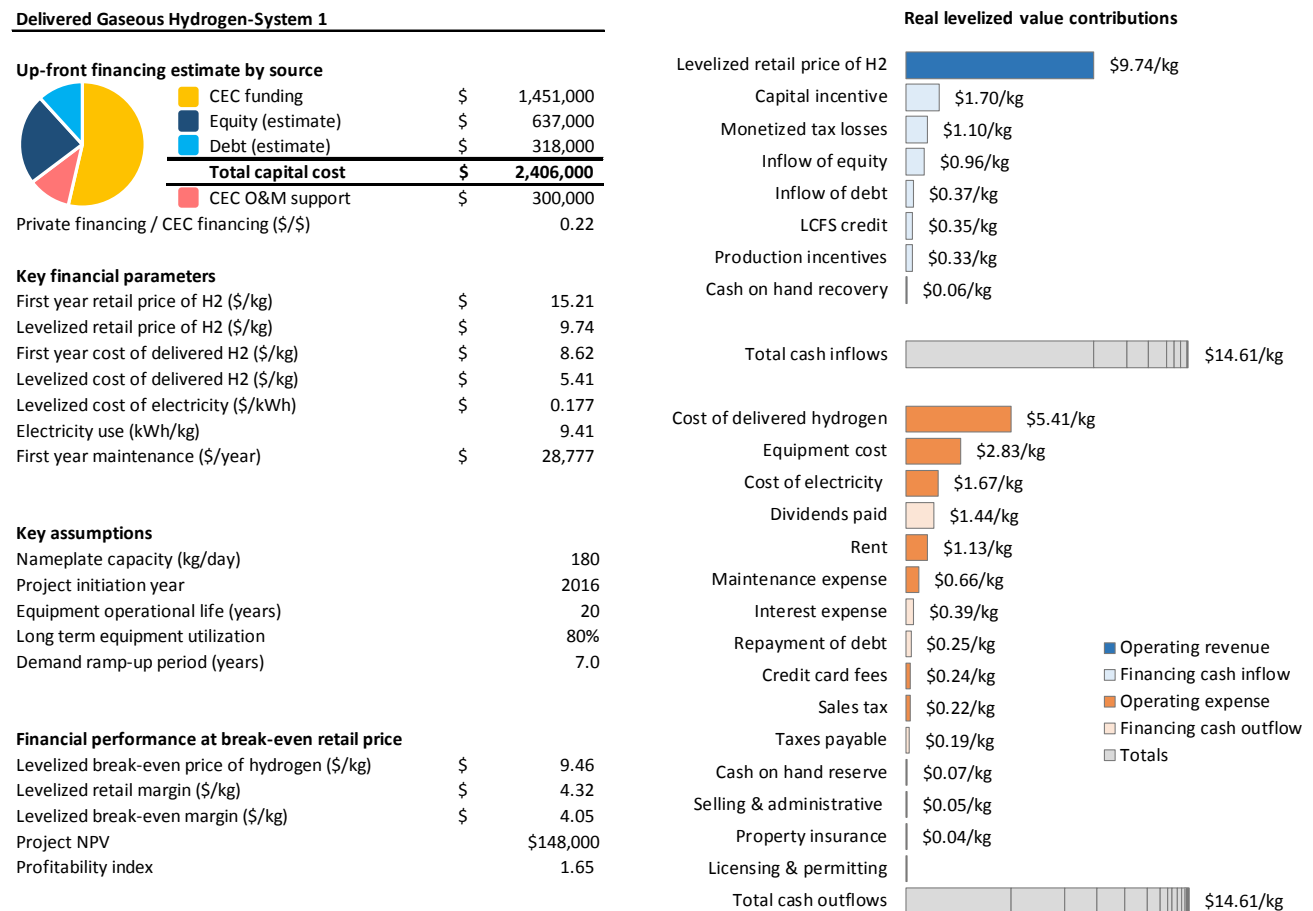 Delivered Gaseous Hydrogen-System 1
Up-front financing estimate by source
CEC funding $ 1,451,000
Equity (estimate) $ 637,000
Debt (estimate) $ 318,000
Total capital cost $ 2,406,000
CEC O&M support $ 300,000
Private financing / CEC financing ($/$) 0.22
Key financial parameters
First year retail price of H2 ($/kg) $ 15.21
Levelized retail price of H2 ($/kg) $ 9.74
First year cost of delivered H2 ($/kg) $ 8.62
Levelized cost of delivered H2 ($/kg) $ 5.41
Levelized cost of electricity ($/kWh) $ 0.177
Electricity use (kWh/kg) 9.41
First year maintenance ($/year) $ 28,777
Key assumptions
Nameplate capacity (kg/day) 180
Project initiation year 2016
Equipment operational life (years) 20
Long term equipment utilization 80%
Demand ramp-up period (years) 7.0
Financial performance at break-even retail price
Levelized break-even price of hydrogen ($/kg) $ 9.46
Levelized retail margin ($/kg) $ 4.32
Levelized break-even margin ($/kg) $ 4.05
Project NPV $148,000
Profitability index 1.65
Real levelized value contributions
Levelized retail price of H2 $9.74/kg
Capital incentive $1.70/kg
Monetized tax losses $1.10/kg
Inflow of equity $0.96/kg
Inflow of debt $0.37/kg
LCFS credit $0.35/kg
Production incentives $0.33/kg
Cash on hand recovery $0.06/kg
Total cash inflows $14.61/kg
Cost of delivered hydrogen $5.41/kg
Equipment cost $2.83/kg
Cost of electricity $1.67/kg
Dividends paid $1.44/kg
Rent $1.13/kg
Maintenance expense $0.66/kg
Interest expense $0.39/kg
Repayment of debt $0.25/kg
Credit card fees $0.24/kg
Sales tax $0.22/kg
Taxes payable $0.19/kg
Cash on hand reserve $0.07/kg
Selling & administrative $0.05/kg
Property insurance $0.04/kg
Licensing & permitting
Total cash outflows $14.61/kg
Operating revenue
Financing cash inflow
Operating expense
Financing cash outflow
Totals